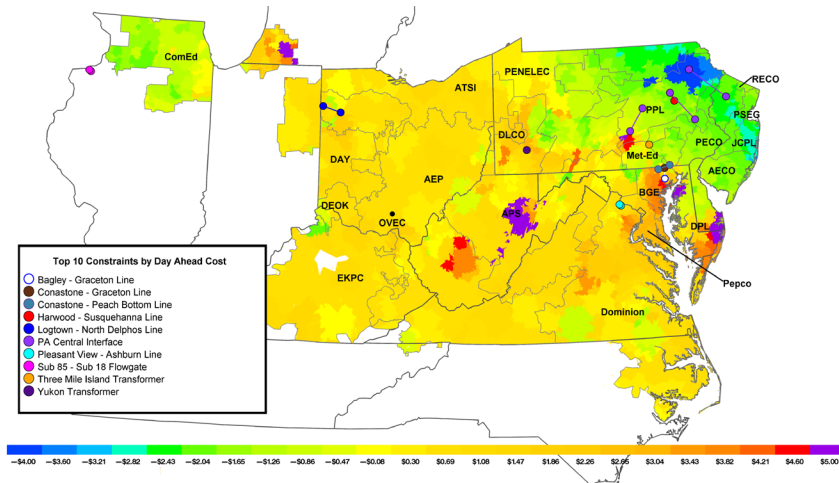 ComEd
ATSI
PENELEC
RECO
PPL
PSEG
DLCO
PECO
JCPL
DAY
Met-Ed
AEP
AECO
BGE
DEOK
APS
OVEC
DPL
EKPC
Pepco
Dominion
Top 10 Constraints by Day Ahead Cost
Bagley - Graceton Line
Conastone - Graceton Line
Conastone - Peach Bottom Line
Harwood - Susquehanna Line
Logtown - North Delphos Line
PA Central Interface
Pleasant View - Ashburn Line
Sub 85 - Sub 18 Flowgate
Three Mile Island Transformer
Yukon Transformer
-$4.00 -$3.60 -$3.21 -$2.82 -$2.43 -$2.04 -$1.65 -$1.26 -$0.86 -$0.47 -$0.08 $0.30 $0.69 $1.08 $1.47 $1.86 $2.25 $2.65 $3.04 $3.43 $3.82 $4.21 $4.60 $5.00